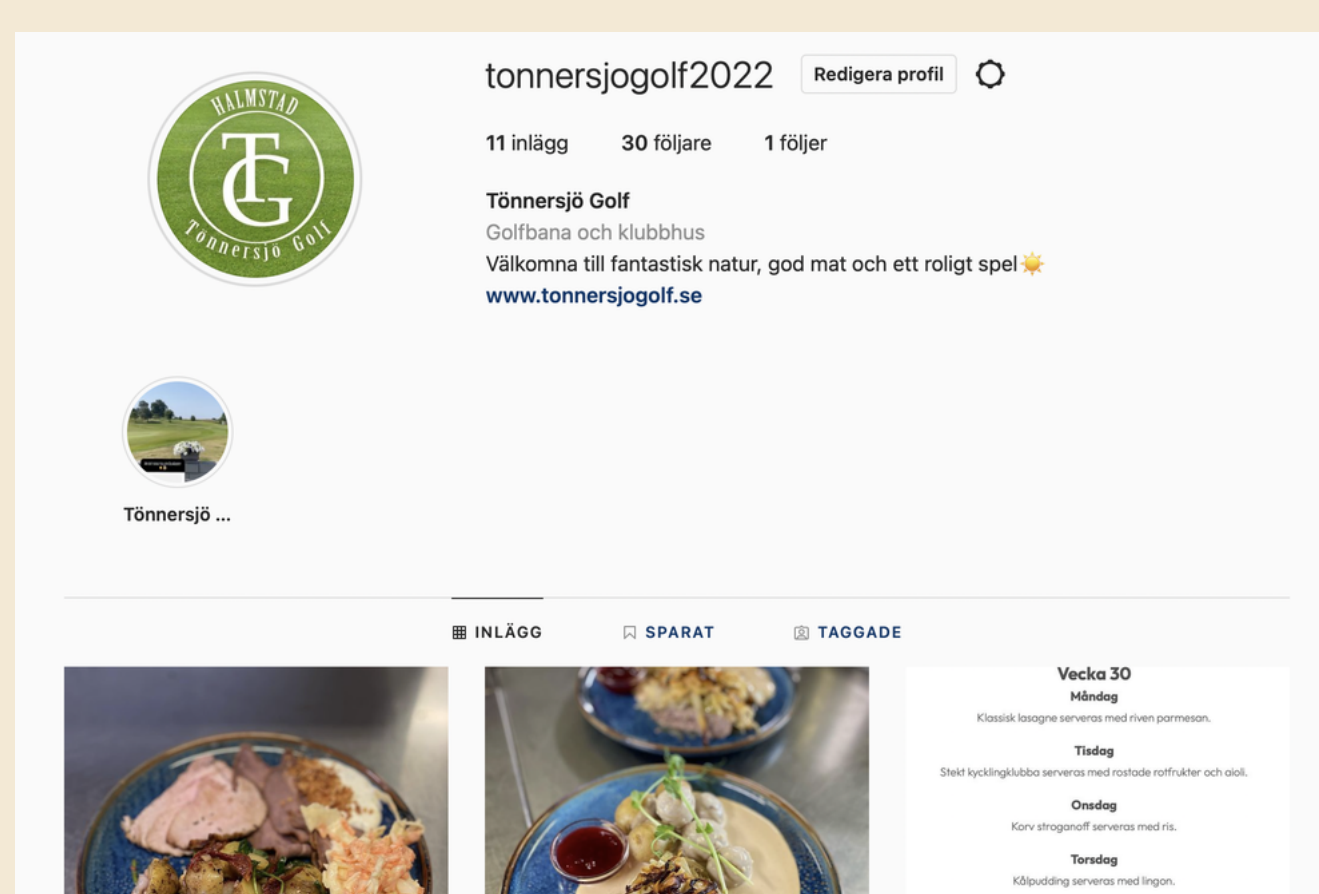 HALMSTAD
TG
Tönnersjö Golf
tonnersjogolf2022 Redigera profil
11 inlägg 30 följare 1 följer
Tönnersjö Golf
Golfbana och klubbhus
Välkomna till fantastisk natur, god mat och ett roligt spel☀️
www.tonnersjogolf.se
Tönnersjö ...
INLÄGG SPARAT TAGGADE
Vecka 30
Måndag
Klassisk lasagne serveras med riven parmesan.
Tisdag
Stekt kycklingklubba serveras med rostade rotfrukter och aioli.
Onsdag
Korv stroganoff serveras med ris.
Torsdag
Kålpudding serveras med lingon.